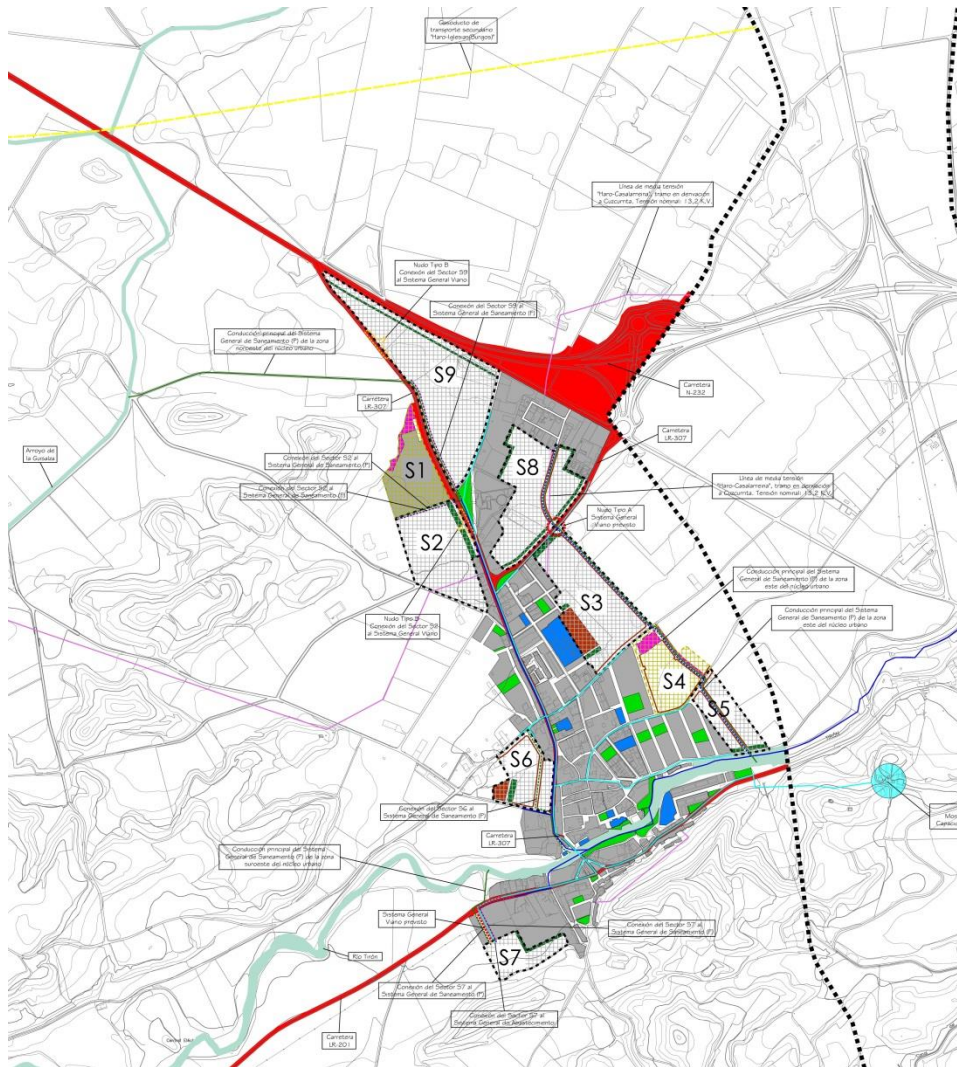 Gasoducto de
transporte secundario
"Haro-Iglesias(Burgos)"
Línea de media tensión
"Haro-Casalarreina", tramo en derivación
a Cuzcurrita. Tensión nominal: 13,2 K.V.
Nudo Tipo B
Conexión del Sector S9
al Sistema General Viario
Conexión del Sector S9 al
Sistema General de Saneamiento (F)
Conducción principal del Sistema
General de Saneamiento (F) de la zona
noroeste del núcleo urbano
S9
Carretera
N-232
Carretera
LR-307
Carretera
LR-307
Arroyo de
Conexión del Sector S2 al
Sistema General de Saneamiento (F)
S1
S8
Conexión del Sector S2 al
Sistema General de Saneamiento
Línea de media tensión
"Haro-Casalarreina", tramo en derivación
a Cuzcurrita. Tensión nominal: 13,2 K.V.
Nudo Tipo A
Sistema General
Viario previsto
S2
Conducción principal del Sistema
General de Saneamiento (F) de la zona
este del núcleo urbano
S3
Conducción principal del Sistema
General de Saneamiento (F) de la zona
este del núcleo urbano
Nudo Tipo B
Conexión del Sector S2
al Sistema General Viario
S4
S5
S6
Conexión del Sector S6 al
Sistema General de Saneamiento (F)
Carretera
LR-307
Conducción principal del Sistema
General de Saneamiento (F) de la zona
suroeste del núcleo urbano
Sistema General
Viario previsto
Conexión del Sector S7 al
Sistema General de Saneamiento (F)
Río Tirón
S7
Conexión del Sector S7 al
Sistema General de Saneamiento (F)
Conexión del Sector S7 al
Sistema General de Abastecimiento
Carretera
LR-201